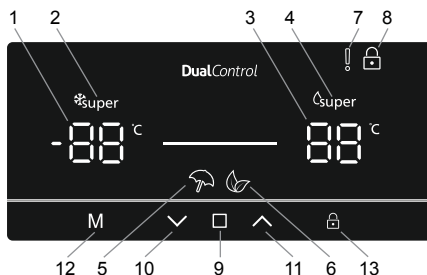 1 2 3 4 7 8
DualControl
super super
-88 °C 88 °C
M
12 5 10 9 11 6 13